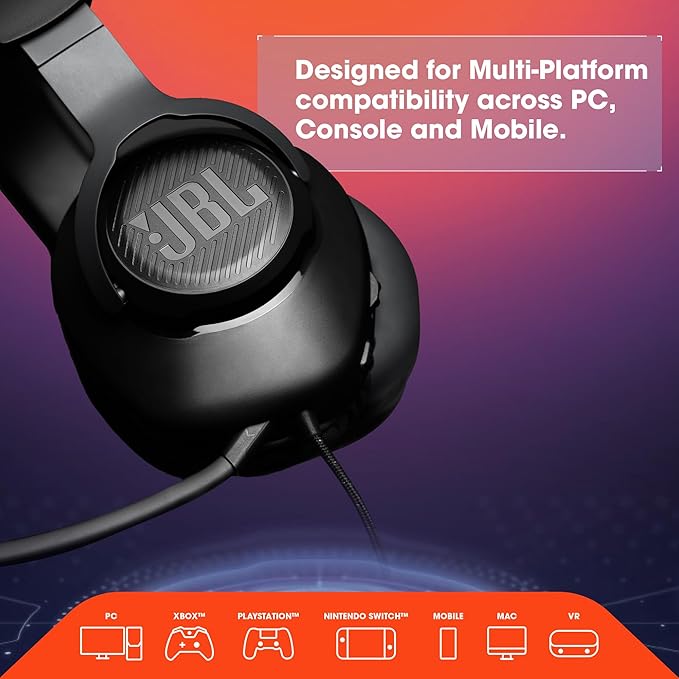 Designed for Multi-Platform
compatibility across PC,
Console and Mobile.
JBL
PC XBOX™ PLAYSTATION™ NINTENDO SWITCH™ MOBILE MAC VR